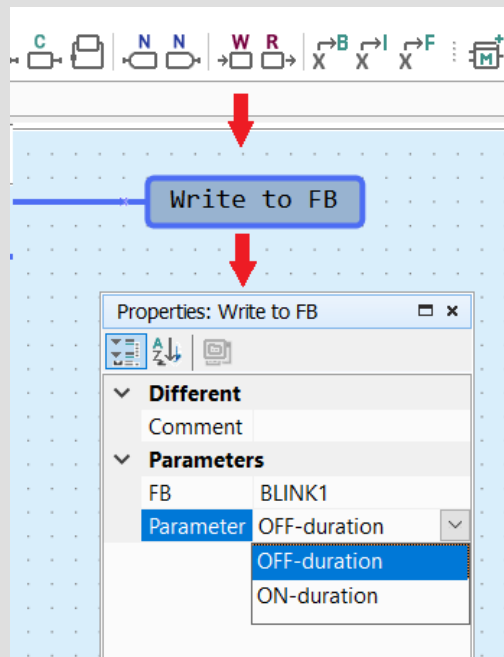 C N N W R B I F
X X X M
Write to FB
Properties: Write to FB
A
Z
Different
Comment
Parameters
FB BLINK1
Parameter OFF-duration
OFF-duration
ON-duration